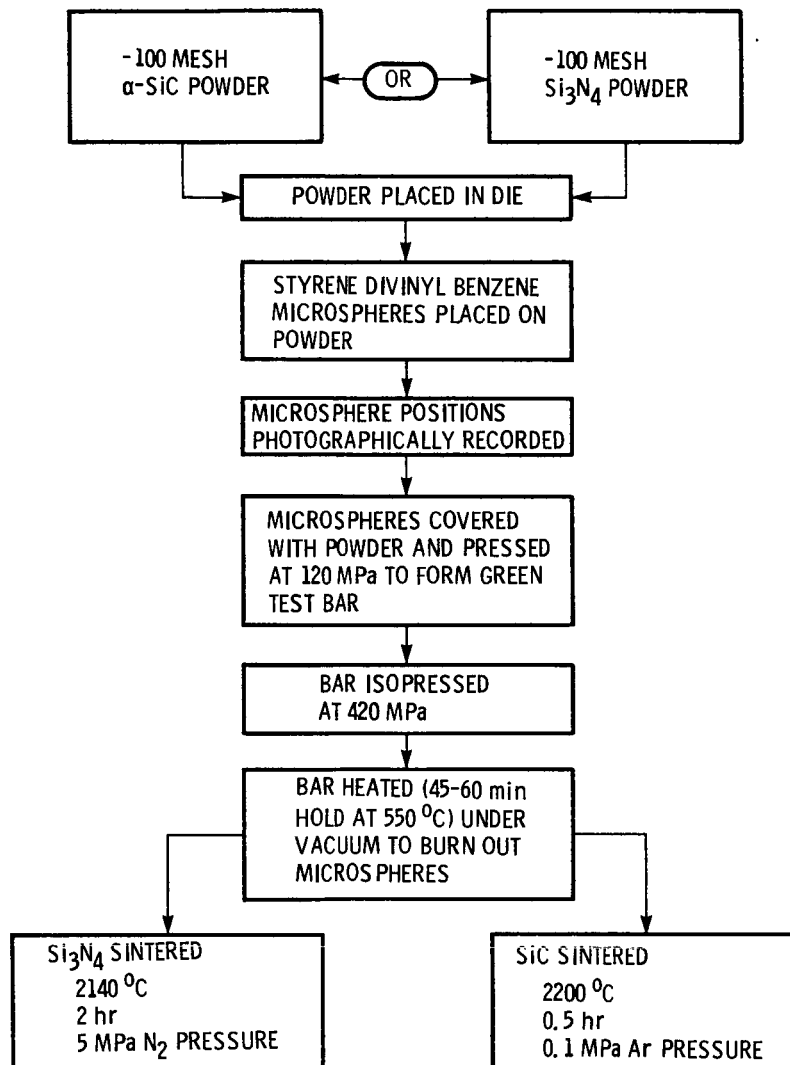 -100 MESH
α-SiC POWDER
OR
-100 MESH
Si3N4 POWDER
POWDER PLACED IN DIE
STYRENE DIVINYL BENZENE
MICROSPHERES PLACED ON
POWDER
MICROSPHERE POSITIONS
PHOTOGRAPHICALLY RECORDED
MICROSPHERES COVERED
WITH POWDER AND PRESSED
AT 120 MPa TO FORM GREEN
TEST BAR
BAR ISOPRESSED
AT 420 MPa
BAR HEATED (45-60 min
HOLD AT 550 °C) UNDER
VACUUM TO BURN OUT
MICROSPHERES
Si3N4 SINTERED
2140 °C
2 hr
5 MPa N2 PRESSURE
SiC SINTERED
2200 °C
0.5 hr
0.1 MPa Ar PRESSURE